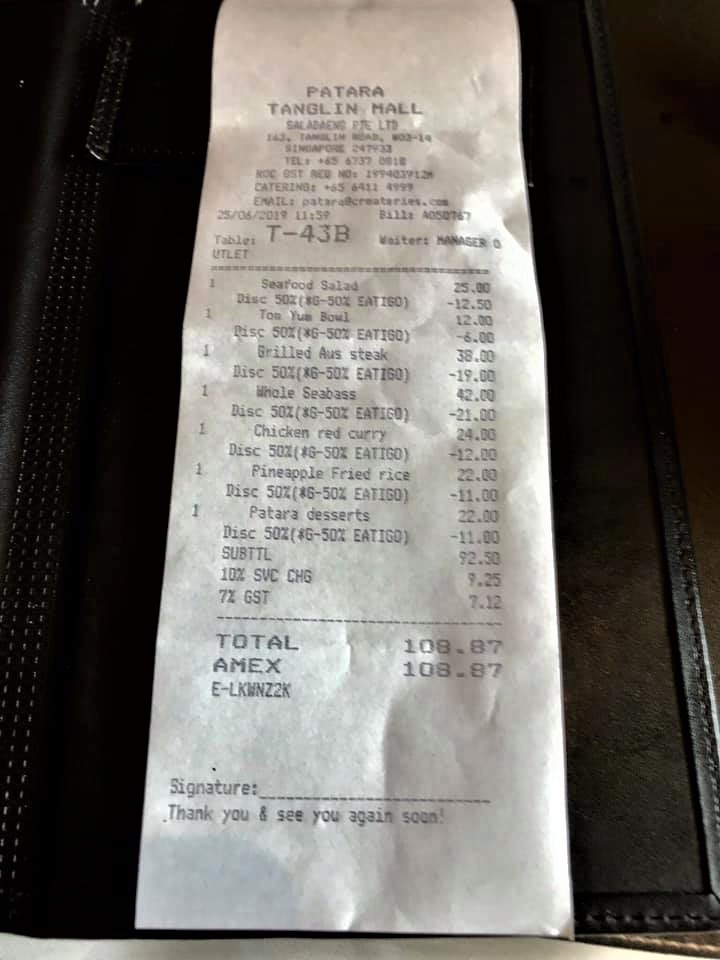 PATARA
TANGLIN MALL
SALADAENG PTE LTD
163, TANGLIN ROAD, #03-14
SINGAPORE 247933
TEL: +65 6737 0818
ROC GST REG NO: 199403912M
CATERING: +65 6411 4999
EMAIL: patara@createries.com
25/06/2019 11:59 Bill: A050767
Table: T-43B Waiter: MANAGER O
UTLET
1 Seafood Salad 25.00
Disc 50%(*G-50% EATIGO) -12.50
1 Tom Yum Bowl 12.00
Disc 50%(*G-50% EATIGO) -6.00
1 Grilled Aus steak 38.00
Disc 50%(*G-50% EATIGO) -19.00
1 Whole Seabass 42.00
Disc 50%(*G-50% EATIGO) -21.00
1 Chicken red curry 24.00
Disc 50%(*G-50% EATIGO) -12.00
1 Pineapple Fried rice 22.00
Disc 50%(*G-50% EATIGO) -11.00
1 Patara desserts 22.00
Disc 50%(*G-50% EATIGO) -11.00
SUBTTL 92.50
10% SVC CHG 9.25
7% GST 7.12
TOTAL 108.87
AMEX 108.87
E-LKWNZ2K
Signature:
Thank you & see you again soon!